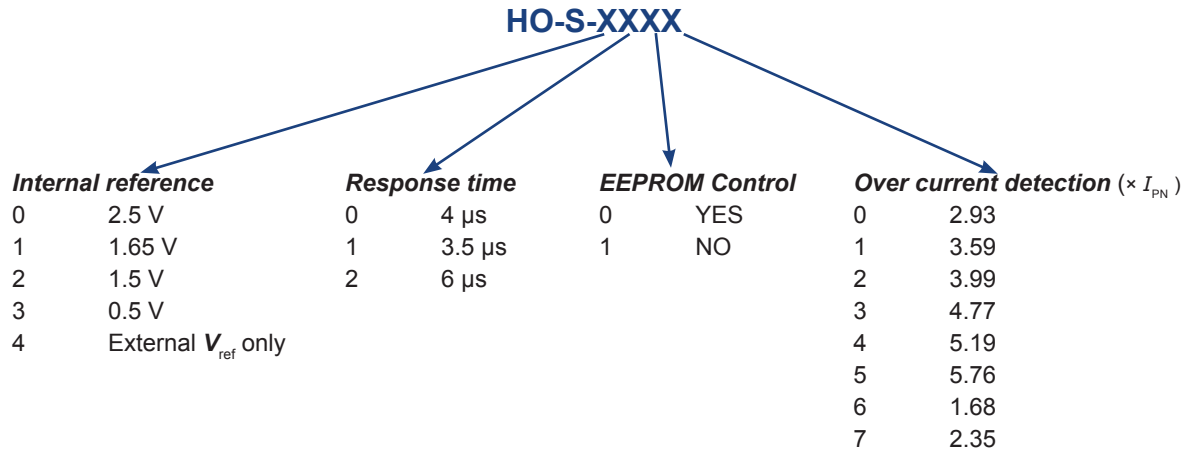 HO-S-XXXX
Internal reference Response time EEPROM Control Over current detection (× I PN )
0 2.5 V 0 4 µs 0 YES 0 2.93
1 1.65 V 1 3.5 µs 1 NO 1 3.59
2 1.5 V 2 6 µs 2 3.99
3 0.5 V 3 4.77
4 External V ref only 4 5.19
5 5.76
6 1.68
7 2.35